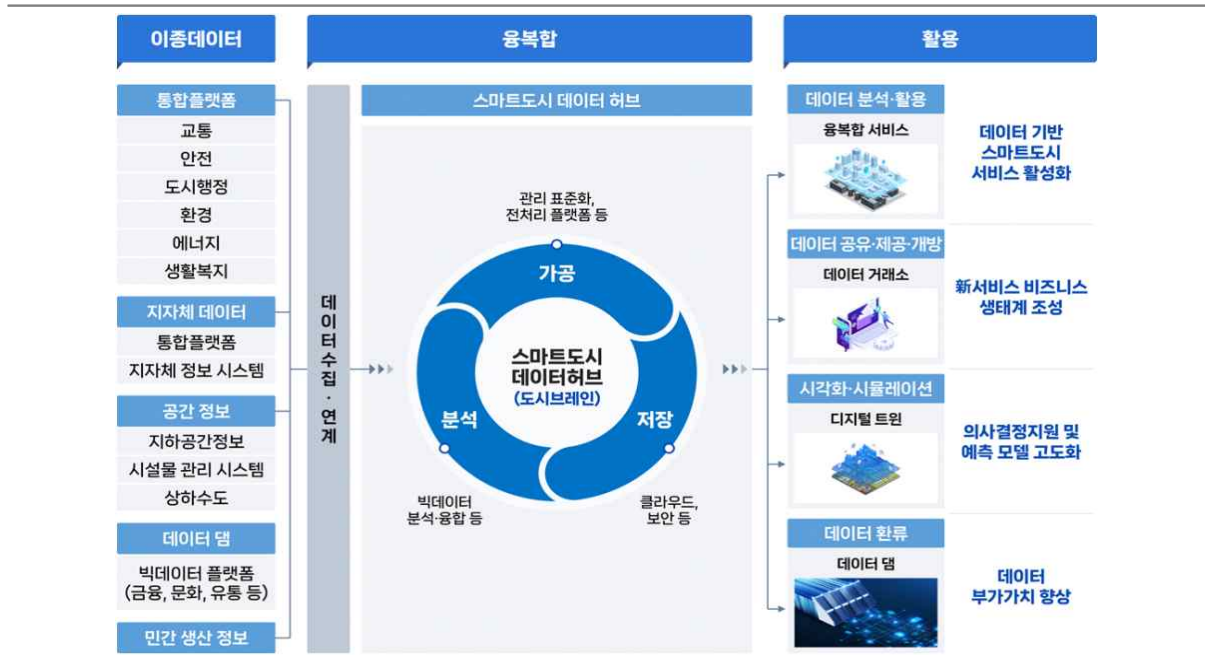 이종데이터
융복합
활용
통합플랫폼
교통
안전
도시행정
환경
에너지
생활복지
지자체 데이터
통합플랫폼
지자체 정보 시스템
공간 정보
지하공간정보
시설물 관리 시스템
상하수도
데이터 댐
빅데이터 플랫폼
(금융, 문화, 유통 등)
민간 생산 정보
데이터수집·연계
스마트도시 데이터 허브
관리 표준화,
전처리 플랫폼 등
가공
스마트도시
데이터허브
(도시브레인)
분석
저장
빅데이터
분석·융합 등
클라우드,
보안 등
데이터 분석·활용
융복합 서비스
데이터 기반
스마트도시
서비스 활성화
데이터 공유·제공·개방
데이터 거래소
新서비스 비즈니스
생태계 조성
시각화·시뮬레이션
디지털 트윈
의사결정지원 및
예측 모델 고도화
데이터 환류
데이터 댐
데이터
부가가치 향상